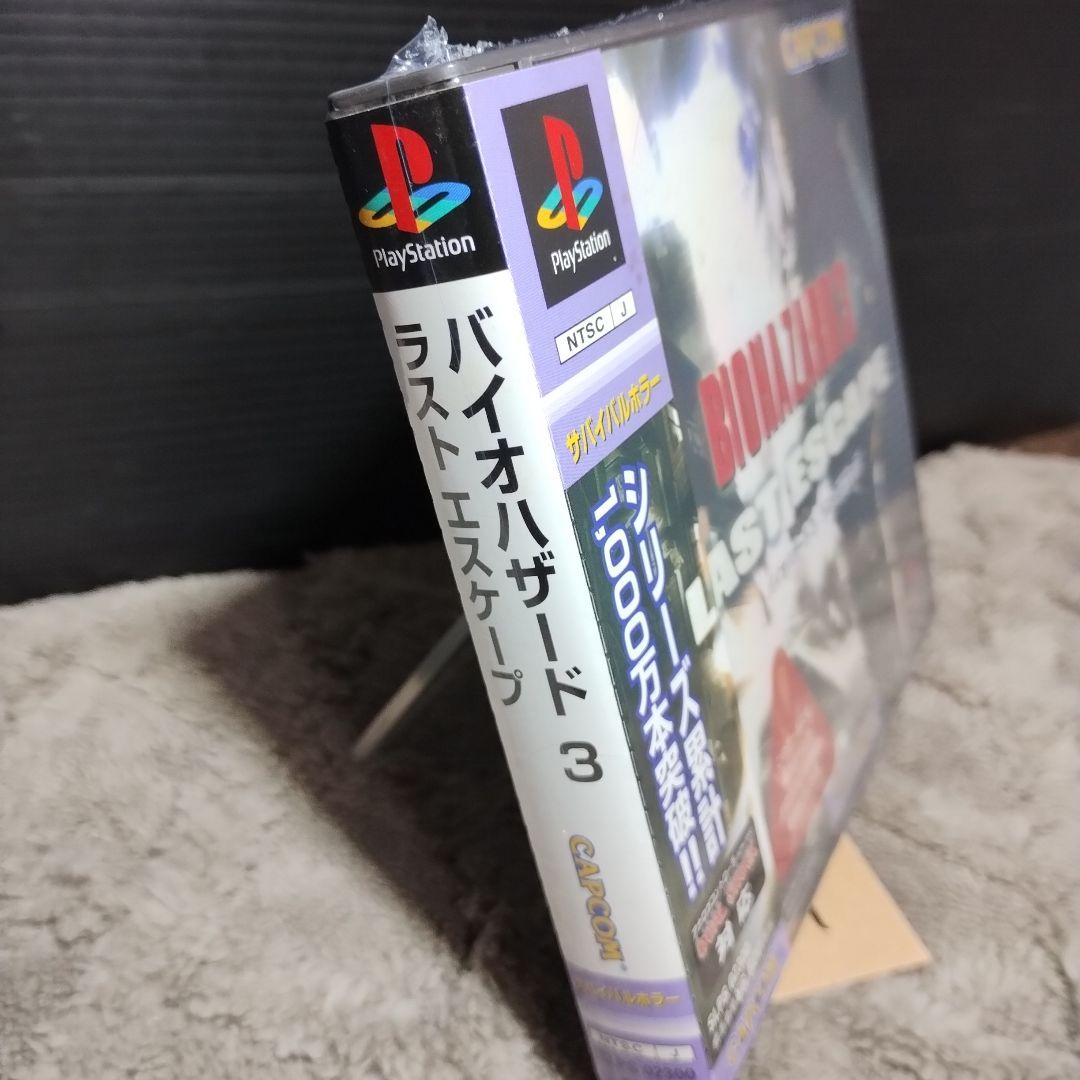 PlayStation
バイオハザード 3
ラスト エスケープ
CAPCOM
サバイバルホラー
NTSC J
PlayStation
NTSC J
サバイバルホラー
シリーズ累計
1,000万本突破!!
対応
CAPCOM
BIOHAZARD 3
LAST ESCAPE